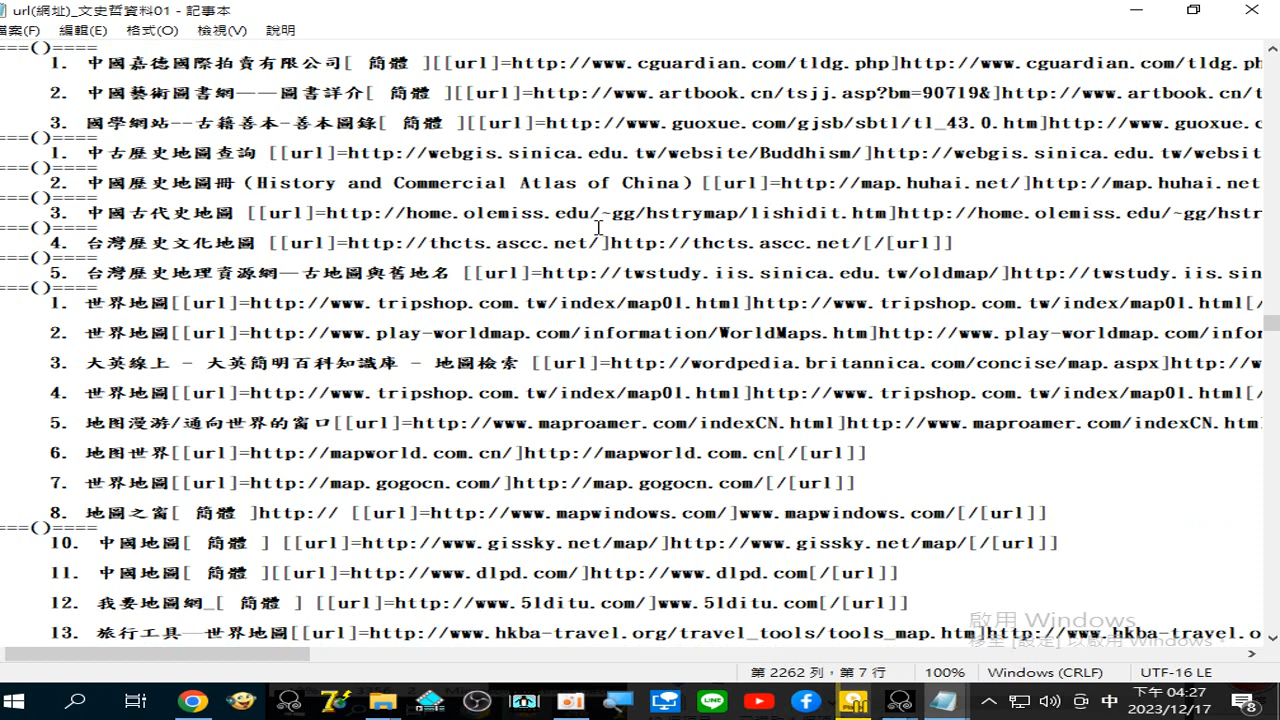 url(網址)_文史哲資料01 - 記事本
檔案(F) 編輯(E) 格式(O) 檢視(V) 說明
===()====
1. 中國嘉德國際拍賣有限公司[ 簡體 ][[url]=http://www.cguardian.com/tldg.php]http://www.cguardian.com/tldg.ph
2. 中國藝術圖書網——圖書詳介[ 簡體 ][[url]=http://www.artbook.cn/tsjj.asp?bm=90719&]http://www.artbook.cn/t
3. 國學網站--古籍善本-善本圖錄[ 簡體 ][[url]=http://www.guoxue.com/gjsb/sbtl/tl_43.0.htm]http://www.guoxue.c
===()====
1. 中古歷史地圖查詢 [[url]=http://webgis.sinica.edu.tw/website/Buddhism/]http://webgis.sinica.edu.tw/websit
===()====
2. 中國歷史地圖冊（History and Commercial Atlas of China）[[url]=http://map.huhai.net/]http://map.huhai.net
===()====
3. 中國古代史地圖 [[url]=http://home.olemiss.edu/~gg/hstrymap/lishidit.htm]http://home.olemiss.edu/~gg/hstr
===()====
4. 台灣歷史文化地圖 [[url]=http://thcts.ascc.net/]http://thcts.ascc.net/[/[url]]
===()====
5. 台灣歷史地理資源網—古地圖與舊地名 [[url]=http://twstudy.iis.sinica.edu.tw/oldmap/]http://twstudy.iis.sin
===()====
1. 世界地圖[[url]=http://www.tripshop.com.tw/index/map01.html]http://www.tripshop.com.tw/index/map01.html[/
2. 世界地圖[[url]=http://www.play-worldmap.com/information/WorldMaps.htm]http://www.play-worldmap.com/infor
3. 大英線上 - 大英簡明百科知識庫 - 地圖檢索 [[url]=http://wordpedia.britannica.com/concise/map.aspx]http://w
4. 世界地圖[[url]=http://www.tripshop.com.tw/index/map01.html]http://www.tripshop.com.tw/index/map01.html[/
5. 地图漫游/通向世界的窗口[[url]=http://www.maproamer.com/indexCN.html]http://www.maproamer.com/indexCN.htm
6. 地图世界[[url]=http://mapworld.com.cn/]http://mapworld.com.cn[/[url]]
7. 世界地圖[[url]=http://map.gogocn.com/]http://map.gogocn.com/[/[url]]
8. 地圖之窗[ 簡體 ]http:// [[url]=http://www.mapwindows.com/]www.mapwindows.com/[/[url]]
===()====
10. 中國地圖[ 簡體 ] [[url]=http://www.gissky.net/map/]http://www.gissky.net/map/[/[url]]
11. 中國地圖[ 簡體 ][[url]=http://www.dlpd.com/]http://www.dlpd.com[/[url]]
12. 我要地圖網_[ 簡體 ] [[url]=http://www.51ditu.com/]www.51ditu.com[/[url]]
13. 旅行工具—世界地圖[[url]=http://www.hkba-travel.org/travel_tools/tools_map.htm]http://www.hkba-travel.o
啟用 Windows
移至 [設定] 以啟用 Windows。
第 2262 列，第 7 行 100% Windows (CRLF) UTF-16 LE
中 下午 04:27
2023/12/17 8